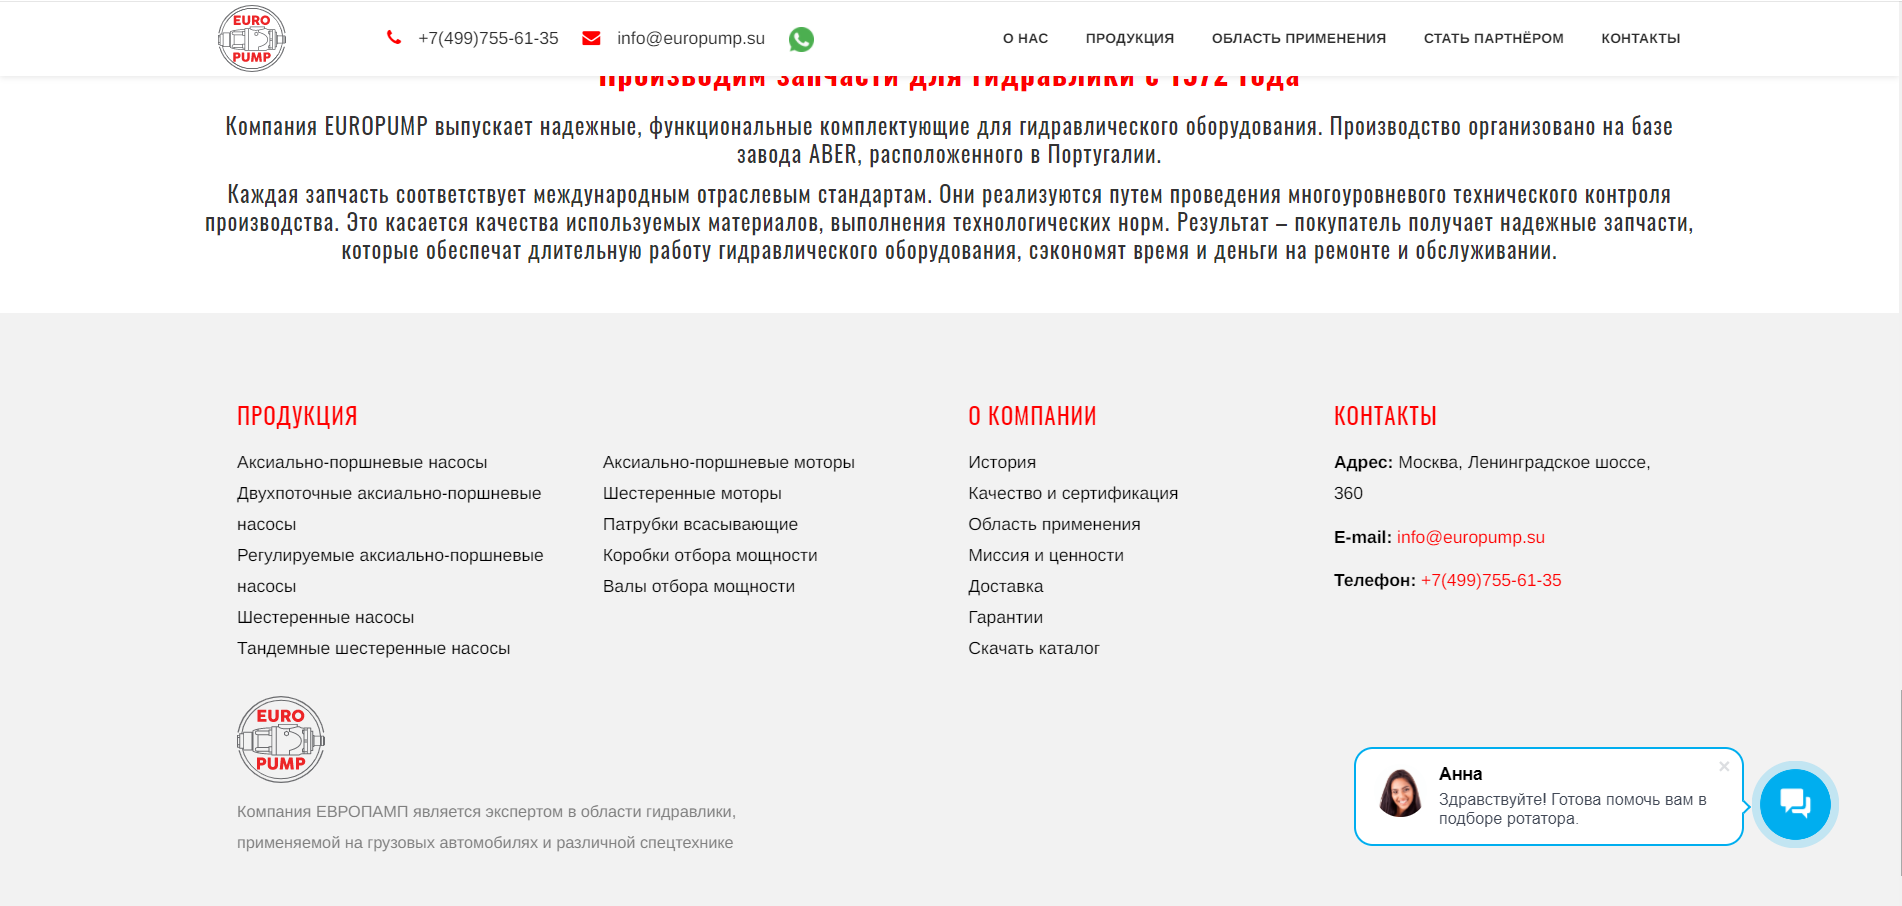 EURO
PUMP
+7(499)755-61-35
info@europump.su
О НАС
ПРОДУКЦИЯ
ОБЛАСТЬ ПРИМЕНЕНИЯ
СТАТЬ ПАРТНЁРОМ
КОНТАКТЫ
Производим запчасти для гидравлики с 1972 года
Компания EUROPUMP выпускает надежные, функциональные комплектующие для гидравлического оборудования. Производство организовано на базе
завода ABER, расположенного в Португалии.
Каждая запчасть соответствует международным отраслевым стандартам. Они реализуются путем проведения многоуровневого технического контроля
производства. Это касается качества используемых материалов, выполнения технологических норм. Результат – покупатель получает надежные запчасти,
которые обеспечат длительную работу гидравлического оборудования, сэкономят время и деньги на ремонте и обслуживании.
ПРОДУКЦИЯ
Аксиально-поршневые насосы
Двухпоточные аксиально-поршневые
насосы
Регулируемые аксиально-поршневые
насосы
Шестеренные насосы
Тандемные шестеренные насосы
Аксиально-поршневые моторы
Шестеренные моторы
Патрубки всасывающие
Коробки отбора мощности
Валы отбора мощности
О КОМПАНИИ
История
Качество и сертификация
Область применения
Миссия и ценности
Доставка
Гарантии
Скачать каталог
КОНТАКТЫ
Адрес: Москва, Ленинградское шоссе,
360
E-mail: info@europump.su
Телефон: +7(499)755-61-35
EURO
PUMP
Компания ЕВРОПАМП является экспертом в области гидравлики,
применяемой на грузовых автомобилях и различной спецтехнике
Анна
Здравствуйте! Готова помочь вам в
подборе ротатора.